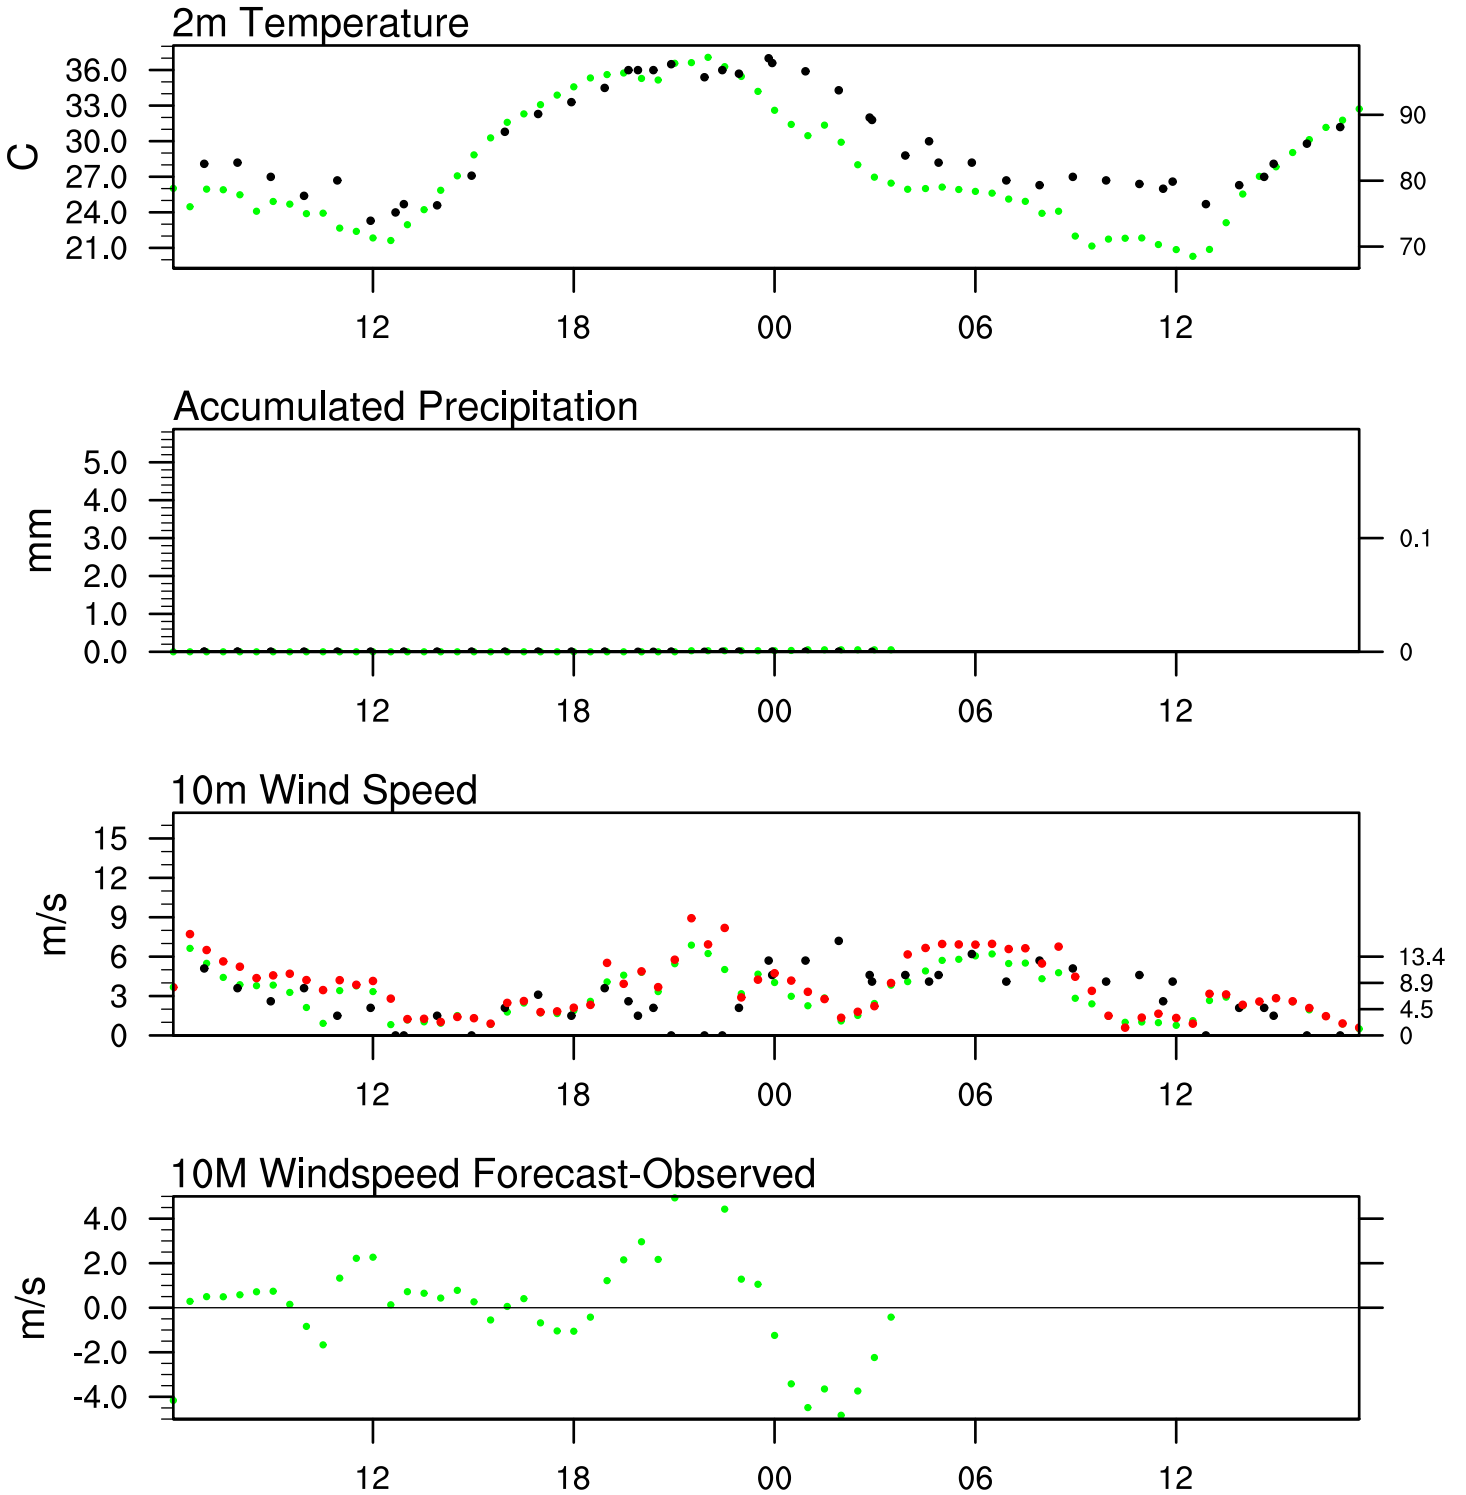 2m Temperature
36.0
33.0
30.0
27.0
24.0
21.0
C
90
80
70
12 18 00 06 12
Accumulated Precipitation
5.0
4.0
3.0
2.0
1.0
0.0
mm
0.1
0
12 18 00 06 12
10m Wind Speed
15
12
9
6
3
0
m/s
13.4
8.9
4.5
0
12 18 00 06 12
10M Windspeed Forecast-Observed
4.0
2.0
0.0
-2.0
-4.0
m/s
12 18 00 06 12